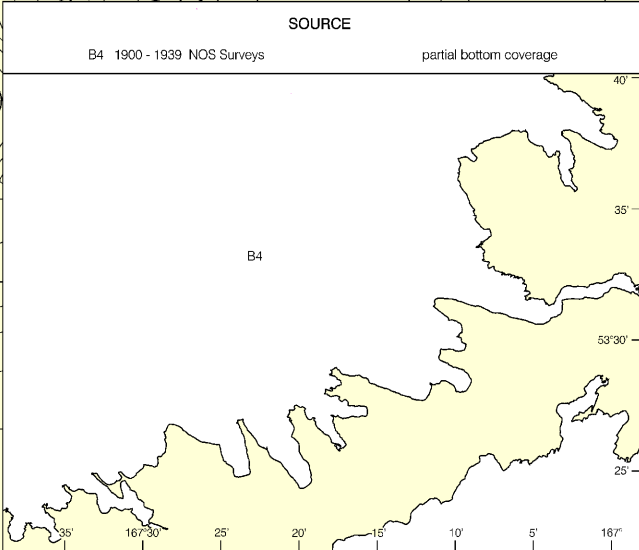 SOURCE
B4 1900 - 1939 NOS Surveys partial bottom coverage
40'
35'
B4
53°30'
25'
35' 167°30' 25' 20' 15' 10' 5' 167°